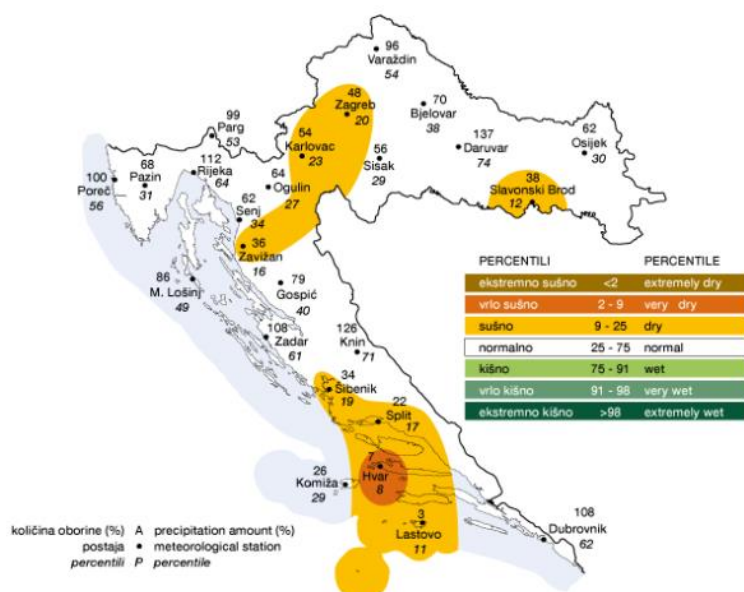 96
Varaždin
54
48
Zagreb
20
70
Bjelovar
38
99
Parg
53
54
Karlovac
23
56
Sisak
29
137
Daruvar
74
62
Osijek
30
68
Pazin
31
112
Rijeka
64
100
Poreč
56
64
Ogulin
27
38
Slavonski Brod
12
62
Senj
34
36
Zavižan
16
86
M. Lošinj
49
79
Gospić
40
108
Zadar
61
126
Knin
71
34
Šibenik
19
22
Split
17
7
Hvar
8
26
Komiža
29
3
Lastovo
11
108
Dubrovnik
62
PERCENTILI PERCENTILE
ekstremno sušno <2 extremely dry
vrlo sušno 2 - 9 very dry
sušno 9 - 25 dry
normalno 25 - 75 normal
kišno 75 - 91 wet
vrlo kišno 91 - 98 very wet
ekstremno kišno >98 extremely wet
količina oborine (%) A precipitation amount (%)
postaja • meteorological station
percentili P percentile